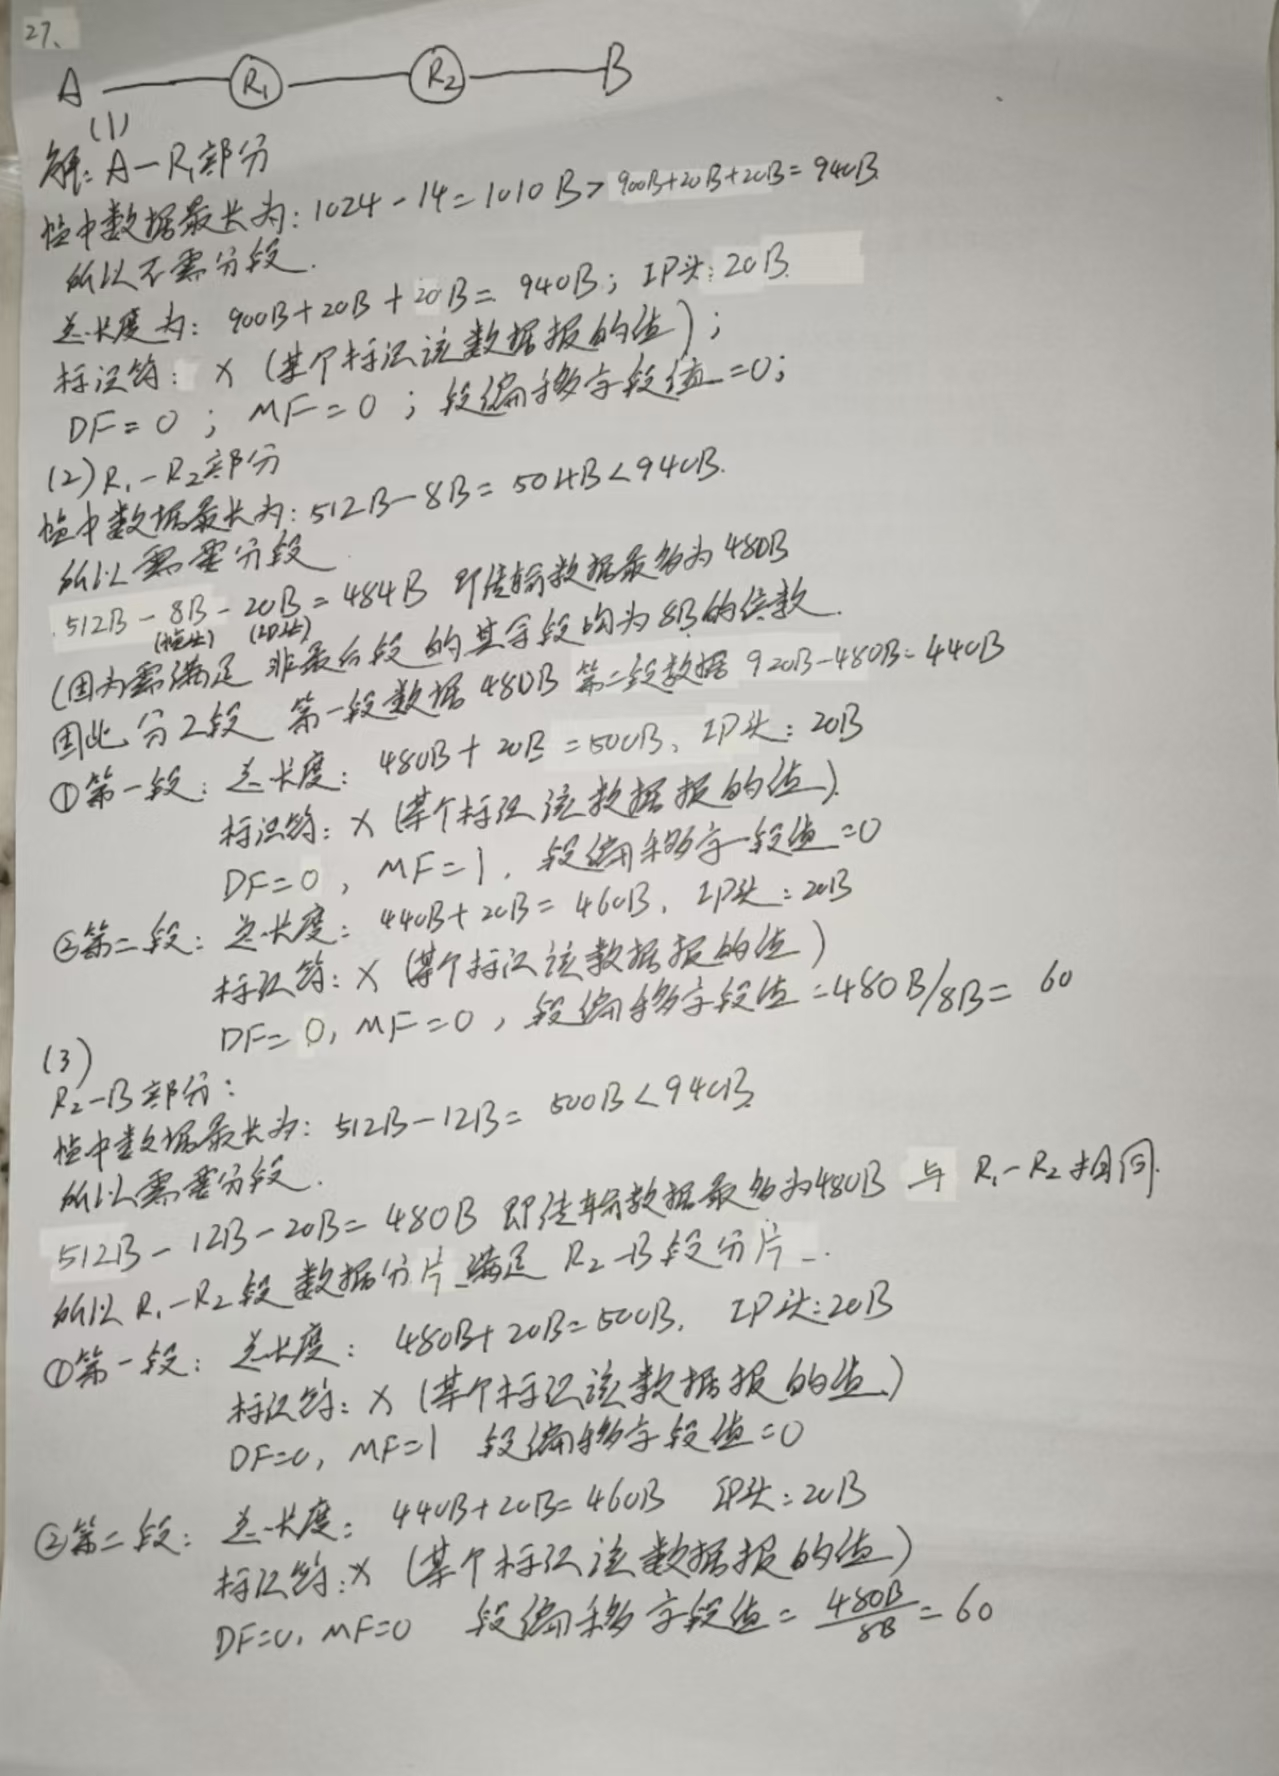 27、
A R₁ R₂ B
(1)
解: A－R₁部分
帧中数据最长为: 1024－14＝1010B＞900B+20B+20B＝940B
所以不需分段.
总长度为: 900B+20B+20B＝940B; IP头: 20B.
标识符: X (某个标识该数据报的值);
DF＝0; MF＝0; 段偏移字段值＝0;
(2) R₁－R₂部分
帧中数据最长为: 512B－8B＝504B＜940B.
所以需要分段
512B－8B－20B＝484B 即传输数据最多为480B
(帧头) (IP头)
(因为需满足 非最后段的其余段均为8B的倍数.
因此分2段 第一段数据480B 第二段数据 920B－480B＝440B
①第一段: 总长度: 480B+20B＝500B、IP头: 20B
标识符: X (某个标识该数据报的值).
DF＝0, MF＝1, 段偏移字段值＝0
②第二段: 总长度: 440B+20B＝460B, IP头: 20B
标识符: X (某个标识该数据报的值)
DF＝0, MF＝0, 段偏移字段值＝480B/8B＝60
(3)
R₂－B部分:
帧中数据最长为: 512B－12B＝500B＜940B
所以需要分段.
512B－12B－20B＝480B 即传输数据最多为480B 与R₁－R₂相同.
所以R₁－R₂段数据分片满足R₂－B段分片.
①第一段: 总长度: 480B+20B＝500B, IP头: 20B
标识符: X (某个标识该数据报的值)
DF＝0, MF＝1 段偏移字段值＝0
②第二段: 总长度: 440B+20B＝460B IP头: 20B
标识符: X (某个标识该数据报的值)
DF＝0, MF＝0 段偏移字段值＝480B/8B＝60